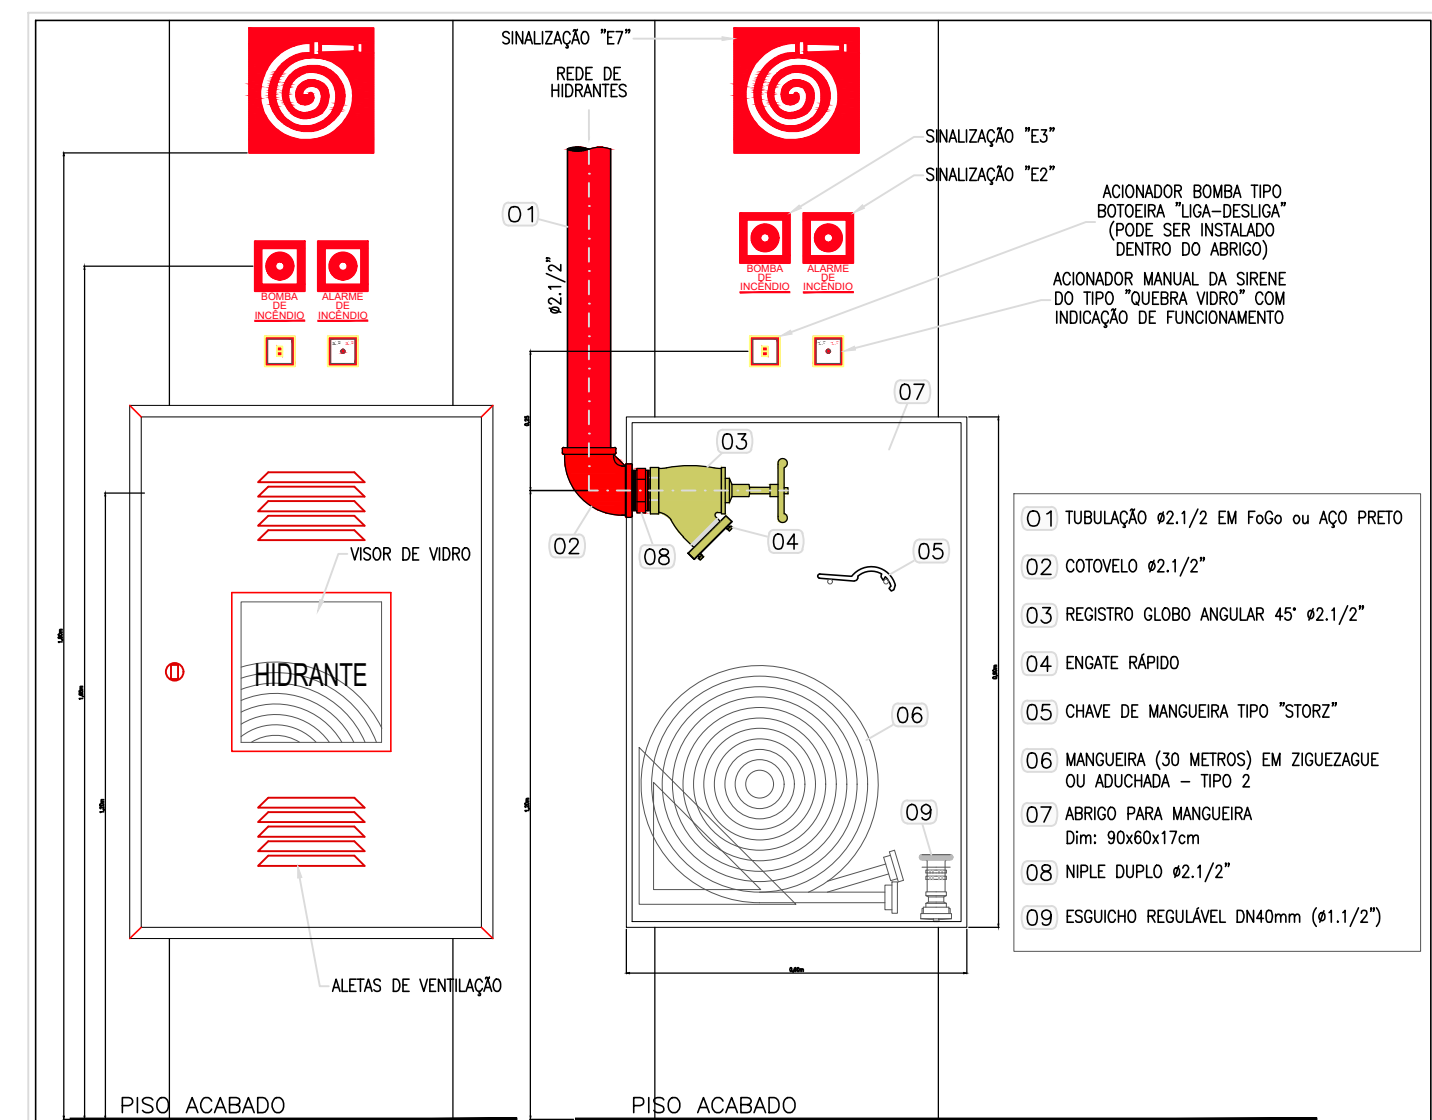 SINALIZAÇÃO "E7"
REDE DE
HIDRANTES
SINALIZAÇÃO "E3"
SINALIZAÇÃO "E2"
ACIONADOR BOMBA TIPO
BOTOEIRA "LIGA-DESLIGA"
(PODE SER INSTALADO
DENTRO DO ABRIGO)
ACIONADOR MANUAL DA SIRENE
DO TIPO "QUEBRA VIDRO" COM
INDICAÇÃO DE FUNCIONAMENTO
01
ø2.1/2"
BOMBA
DE
INCÊNDIO
ALARME
DE
INCÊNDIO
BOMBA
DE
INCÊNDIO
ALARME
DE
INCÊNDIO
07
03
02
08
04
05
06
09
VISOR DE VIDRO
HIDRANTE
ALETAS DE VENTILAÇÃO
01 TUBULAÇÃO ø2.1/2 EM FoGo ou AÇO PRETO
02 COTOVELO ø2.1/2"
03 REGISTRO GLOBO ANGULAR 45° ø2.1/2"
04 ENGATE RÁPIDO
05 CHAVE DE MANGUEIRA TIPO "STORZ"
06 MANGUEIRA (30 METROS) EM ZIGUEZAGUE
OU ADUCHADA – TIPO 2
07 ABRIGO PARA MANGUEIRA
Dim: 90x60x17cm
08 NIPLE DUPLO ø2.1/2"
09 ESGUICHO REGULÁVEL DN40mm (ø1.1/2")
PISO ACABADO
PISO ACABADO